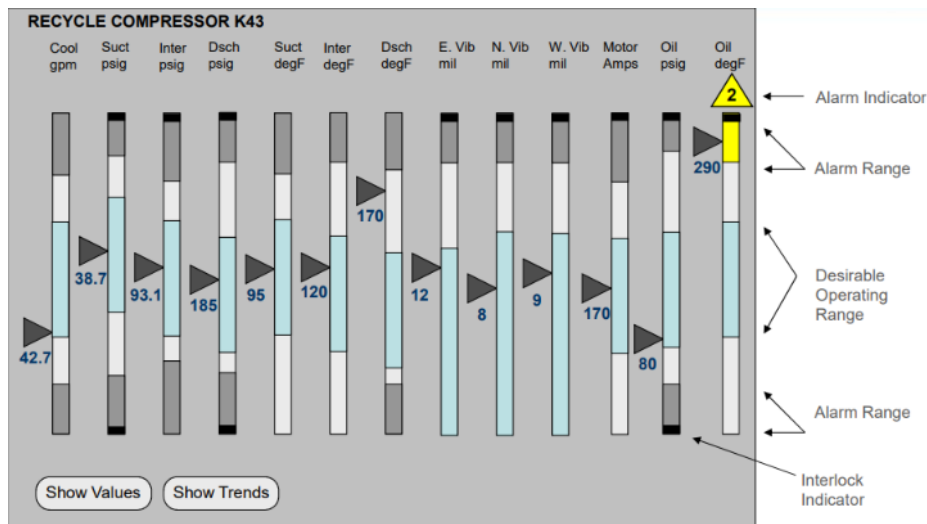 RECYCLE COMPRESSOR K43
Cool gpm
Suct psig
Inter psig
Dsch psig
Suct degF
Inter degF
Dsch degF
E. Vib mil
N. Vib mil
W. Vib mil
Motor Amps
Oil psig
Oil degF
2
42.7
38.7
93.1
185
95
120
170
12
8
9
170
80
290
Alarm Indicator
Alarm Range
Desirable
Operating
Range
Alarm Range
Interlock
Indicator
Show Values
Show Trends